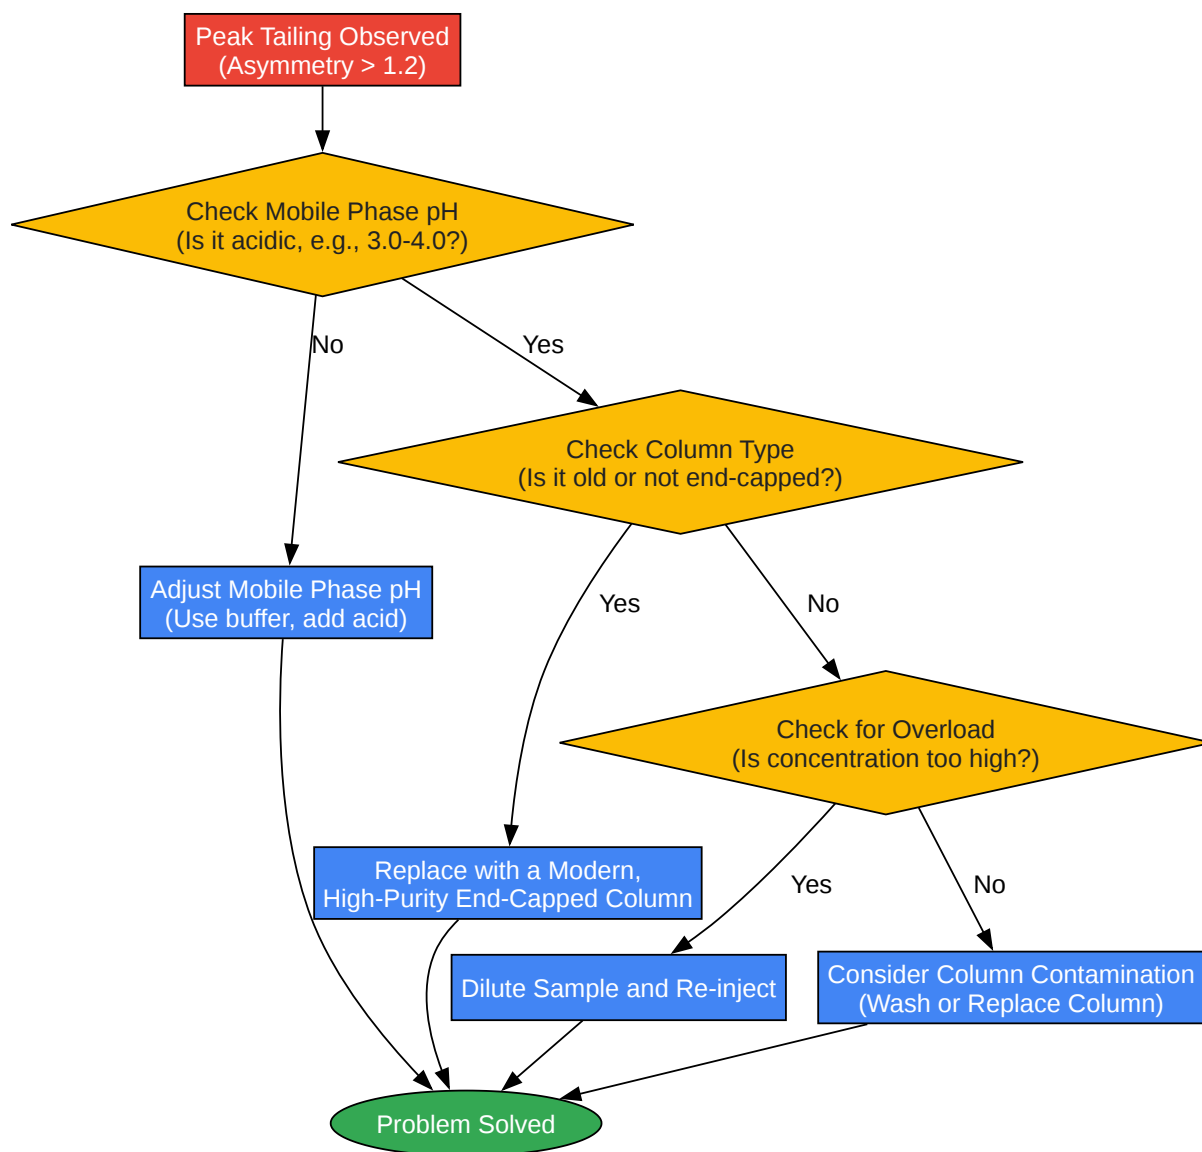 Peak Tailing Observed
(Asymmetry > 1.2)
Check Mobile Phase pH
(Is it acidic, e.g., 3.0-4.0?)
No
Yes
Check Column Type
(Is it old or not end-capped?)
Adjust Mobile Phase pH
(Use buffer, add acid)
Yes
No
Check for Overload
(Is concentration too high?)
Replace with a Modern,
High-Purity End-Capped Column
Yes
No
Dilute Sample and Re-inject
Consider Column Contamination
(Wash or Replace Column)
Problem Solved